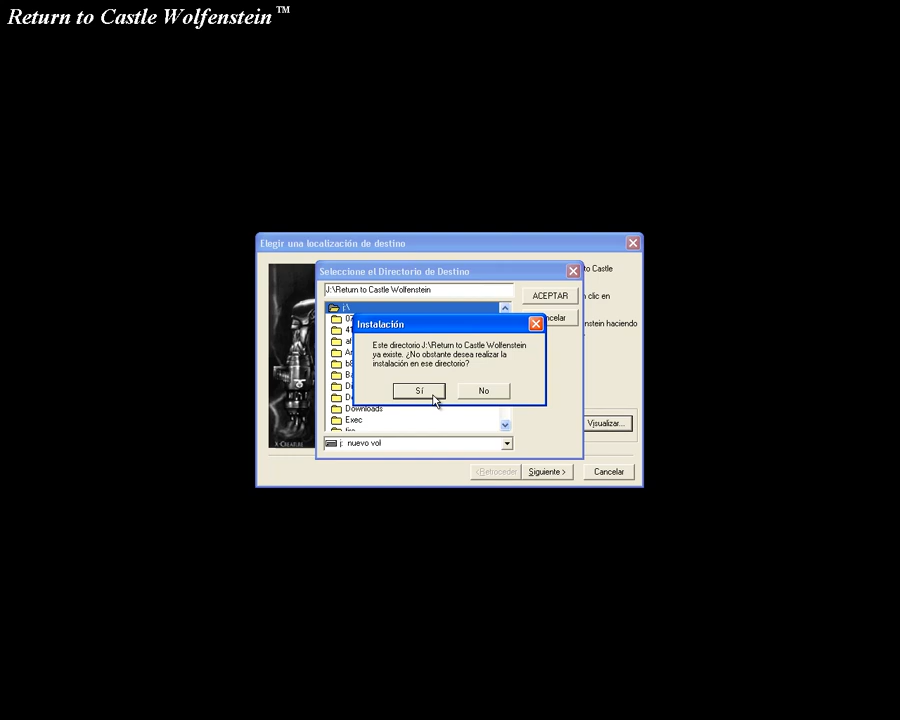 Return to Castle Wolfenstein™
Elegir una localización de destino
to Castle
Seleccione el Directorio de Destino
J:\Return to Castle Wolfenstein
ACEPTAR
n clic en
j:\
ncelar
Instalación
nstein haciendo
Este directorio J:\Return to Castle Wolfenstein
ya existe. ¿No obstante desea realizar la
instalación en ese directorio?
Sí
No
Downloads
Exec
Visualizar...
j: nuevo vol
X-CREATURE
<Retroceder
Siguiente >
Cancelar